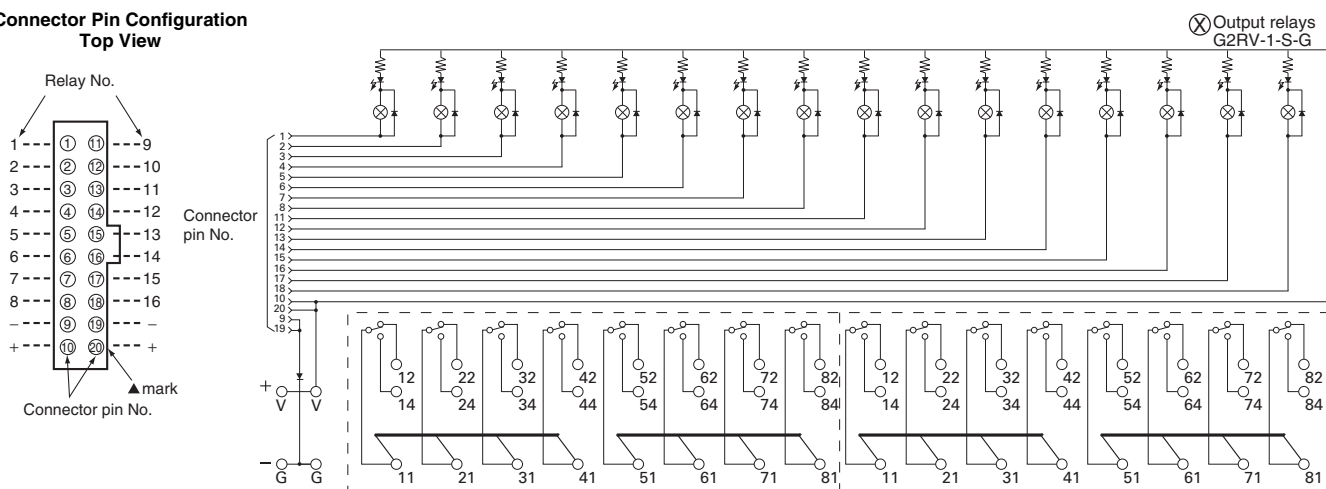 Connector Pin Configuration
Top View
Relay No.
1 ① ⑪ 9
2 ② ⑫ 10
3 ③ ⑬ 11
4 ④ ⑭ 12
5 ⑤ ⑮ 13
6 ⑥ ⑯ 14
7 ⑦ ⑰ 15
8 ⑧ ⑱ 16
– ⑨ ⑲ –
+ ⑩ ⑳ +
▲mark
Connector pin No.
Output relays
G2RV-1-S-G
Connector
pin No.
1
2
3
4
5
6
7
8
11
12
13
14
15
16
17
18
10
20
9
19
+
V V
–
G G
12 22 32 42 52 62 72 82 12 22 32 42 52 62 72 82
14 24 34 44 54 64 74 84 14 24 34 44 54 64 74 84
11 21 31 41 51 61 71 81 11 21 31 41 51 61 71 81